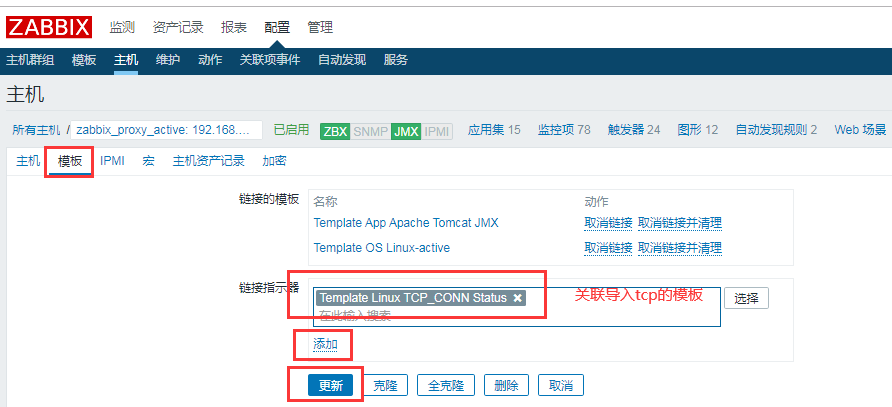 ZABBIX 监测 资产记录 报表 配置 管理
主机群组 模板 主机 维护 动作 关联项事件 自动发现 服务
主机
所有主机 / zabbix_proxy_active: 192.168.... 已启用 ZBX SNMP JMX IPMI 应用集 15 监控项 78 触发器 24 图形 12 自动发现规则 2 Web 场景
主机 模板 IPMI 宏 主机资产记录 加密
链接的模板 名称 动作
Template App Apache Tomcat JMX 取消链接 取消链接并清理
Template OS Linux-active 取消链接 取消链接并清理
链接指示器 Template Linux TCP_CONN Status ✖ 关联导入tcp的模板 选择
在此输入搜索
添加
更新 克隆 全克隆 删除 取消